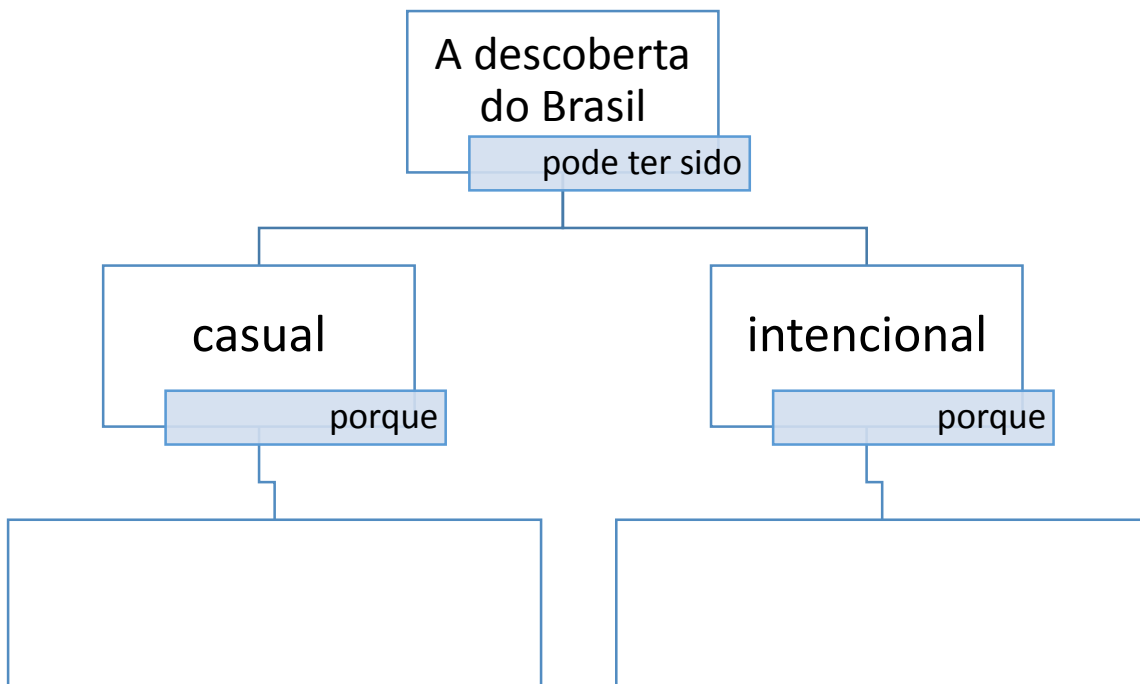 A descoberta
do Brasil
pode ter sido
casual
intencional
porque
porque